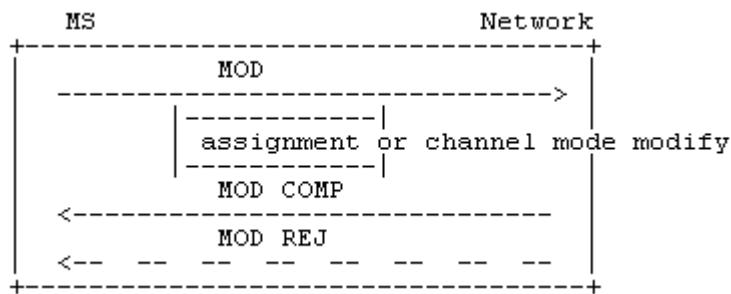 MS Network
MOD
assignment or channel mode modify
MOD COMP
MOD REJ